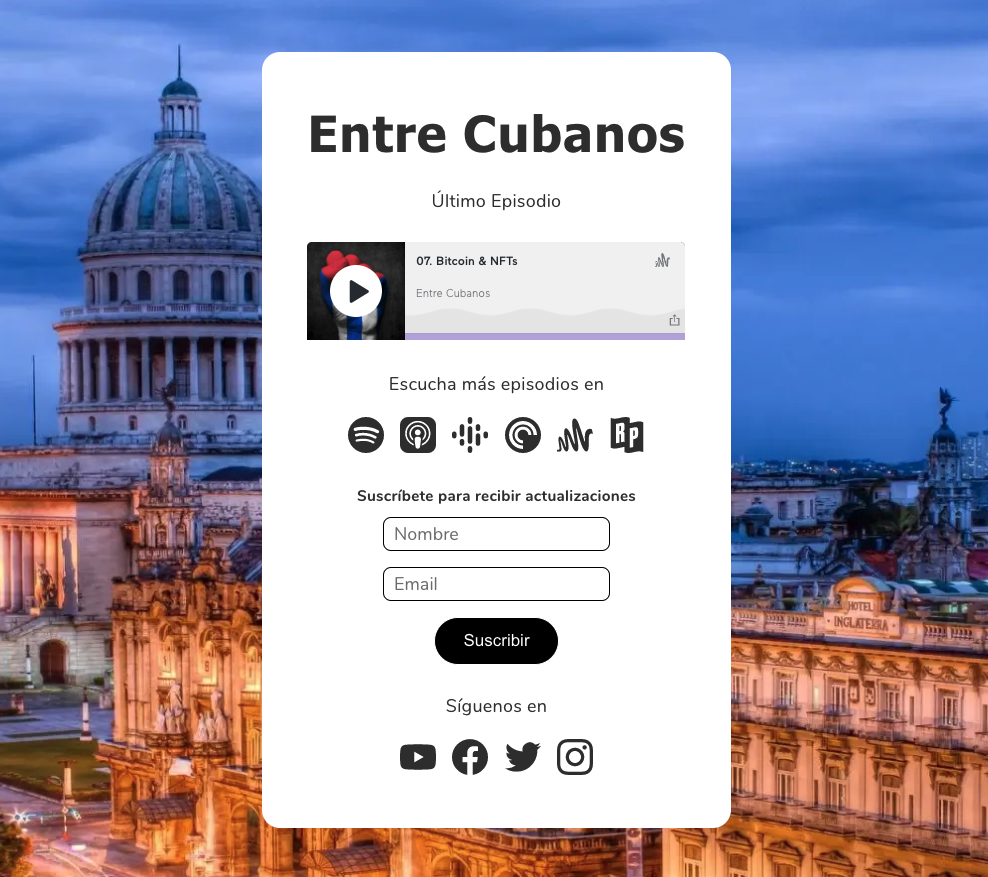 Entre Cubanos
Último Episodio
07. Bitcoin & NFTs
Entre Cubanos
Escucha más episodios en
RP
Suscríbete para recibir actualizaciones
Nombre
Email
Suscribir
HOTEL
INGLATERRA
Síguenos en